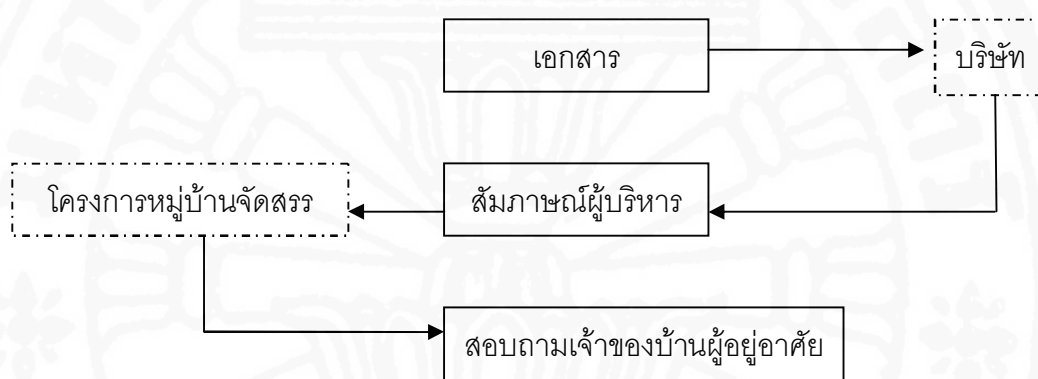 เอกสาร
บริษัท
โครงการหมู่บ้านจัดสรร
สัมภาษณ์ผู้บริหาร
สอบถามเจ้าของบ้านผู้อยู่อาศัย